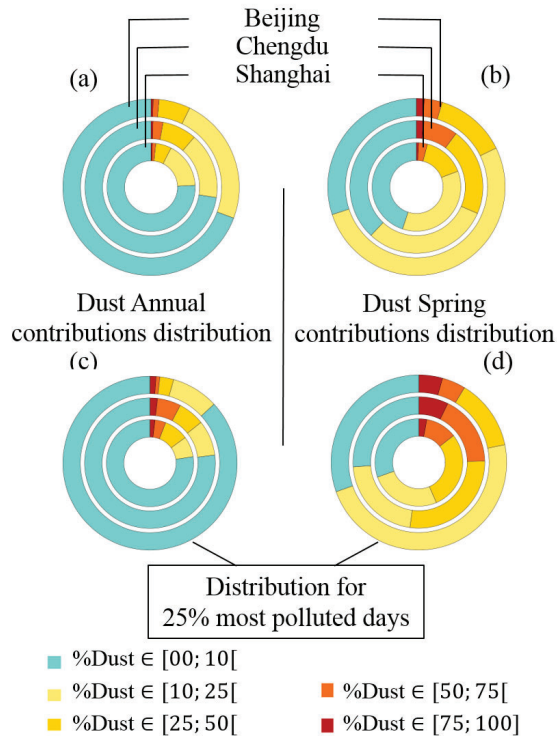 Beijing
Chengdu
Shanghai
(a)
(b)
Dust Annual
contributions distribution
Dust Spring
contributions distribution
(c)
(d)
Distribution for
25% most polluted days
%Dust ∈ [00; 10[
%Dust ∈ [10; 25[
%Dust ∈ [50; 75[
%Dust ∈ [25; 50[
%Dust ∈ [75; 100]